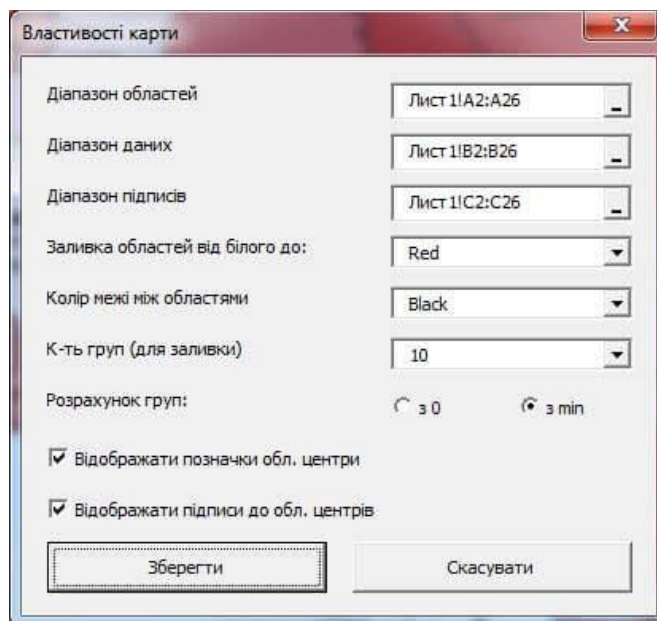 Властивості карти
Діапазон областей Лист1!A2:A26
Діапазон даних Лист1!B2:B26
Діапазон підписів Лист1!C2:C26
Заливка областей від білого до: Red
Колір межі між областями Black
К-ть груп (для заливки) 10
Розрахунок груп: з 0 з min
Відображати позначки обл. центри
Відображати підписи до обл. центрів
Зберегти Скасувати